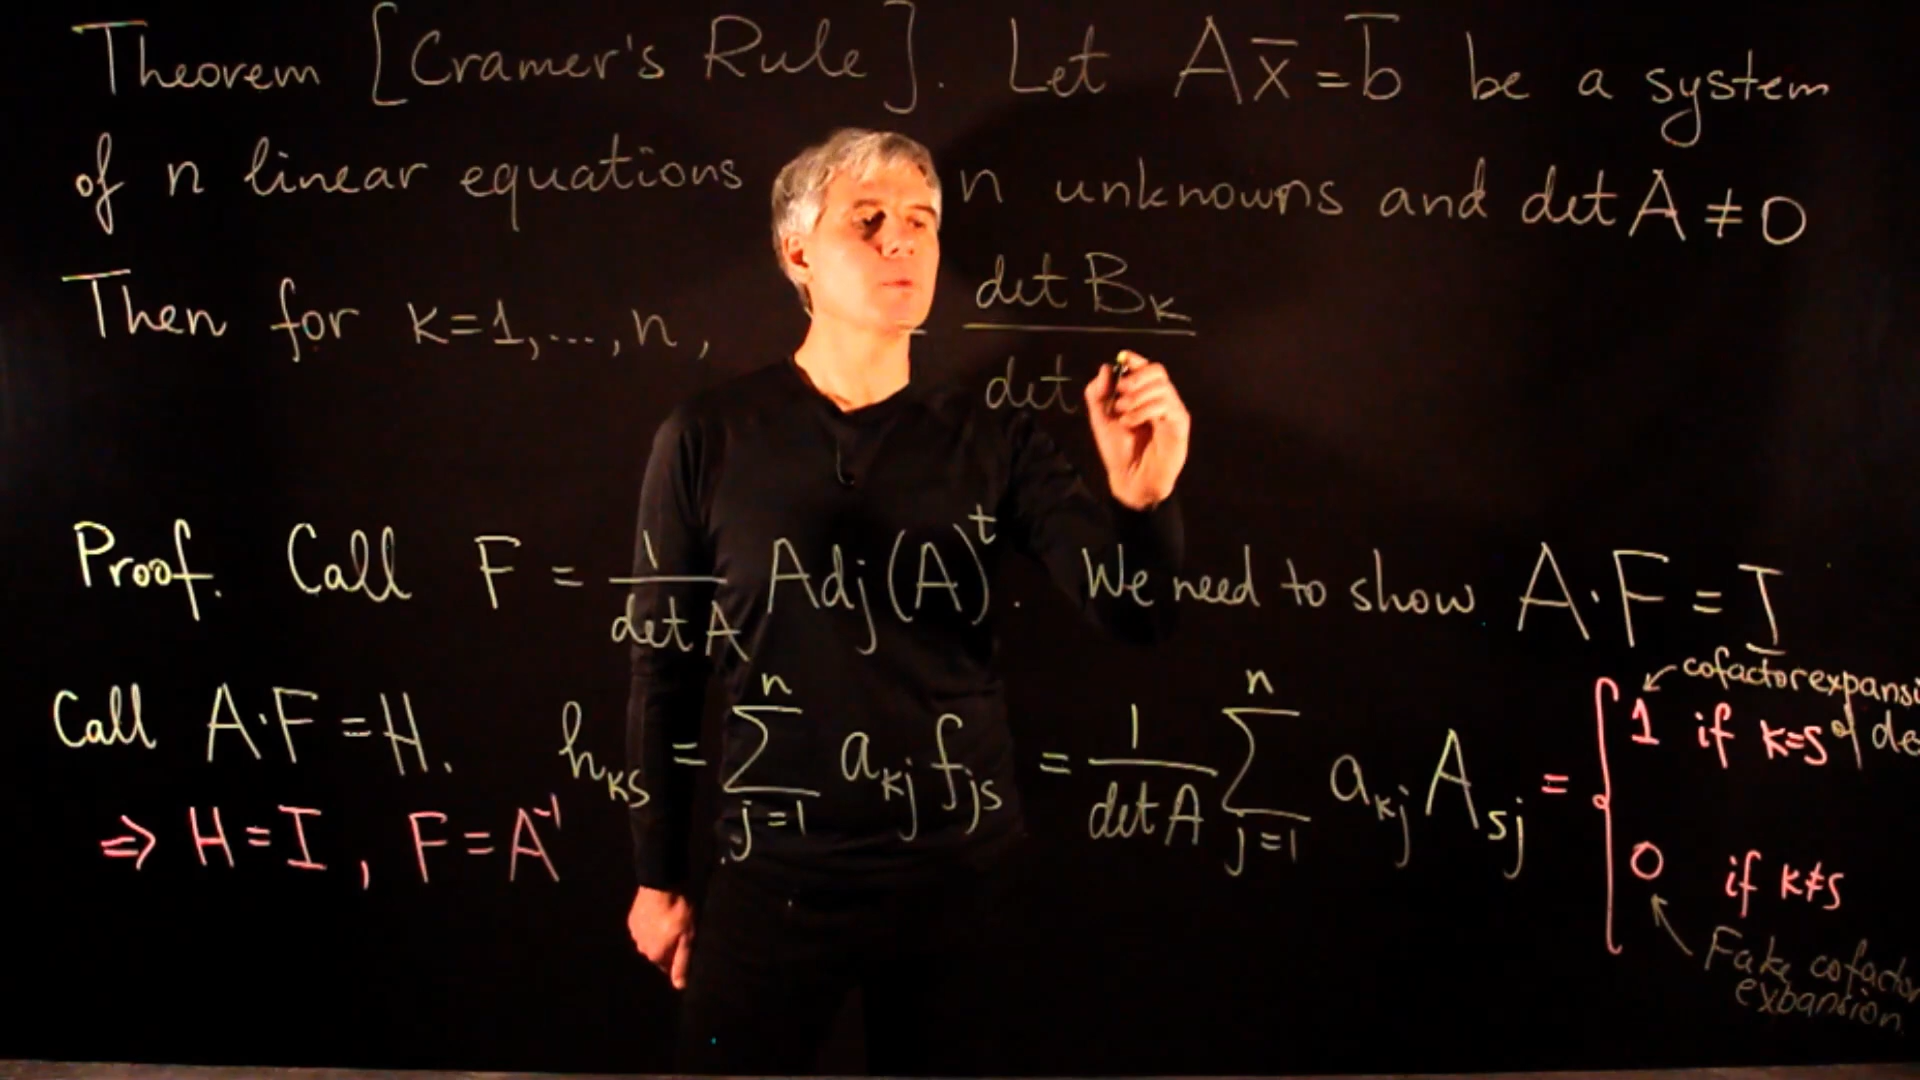 Theorem [Cramer's Rule]. Let Ax̄ = b̄ be a system
of n linear equations n unknowns and det A ≠ 0
Then for k=1,...,n, det B_k / det
Proof. Call F = 1/det A Adj(A)^t. We need to show A·F = I
Call A·F = H. h_ks = ∑_{j=1}^{n} a_kj f_js = 1/det A ∑_{j=1}^{n} a_kj A_sj = { 1 if k=s ← cofactor expansi of de
⇒ H = I, F = A^-1 0 if k≠s
Fake cofactor
expansion.